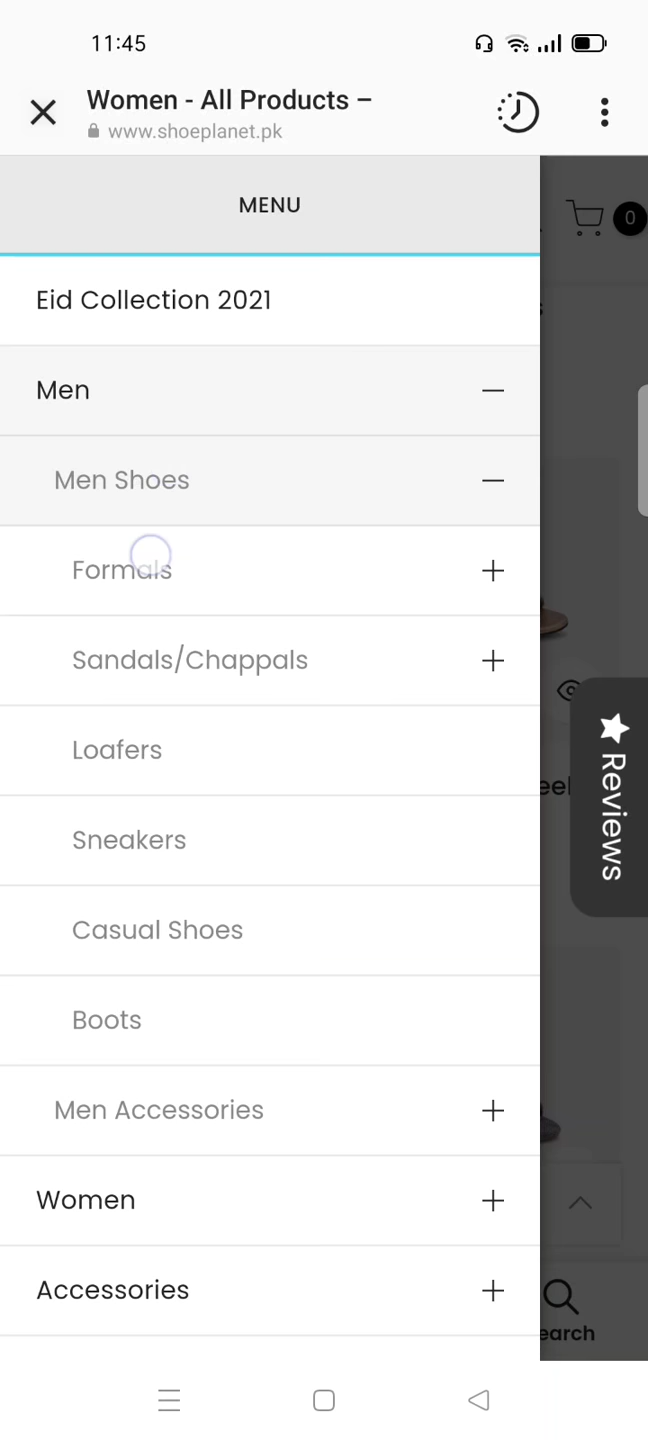 11:45
Women - All Products –
www.shoeplanet.pk
MENU
0
Eid Collection 2021
Men
Men Shoes
Formals
Sandals/Chappals
Loafers
Reviews
Sneakers
Casual Shoes
Boots
Men Accessories
Women
Accessories
earch